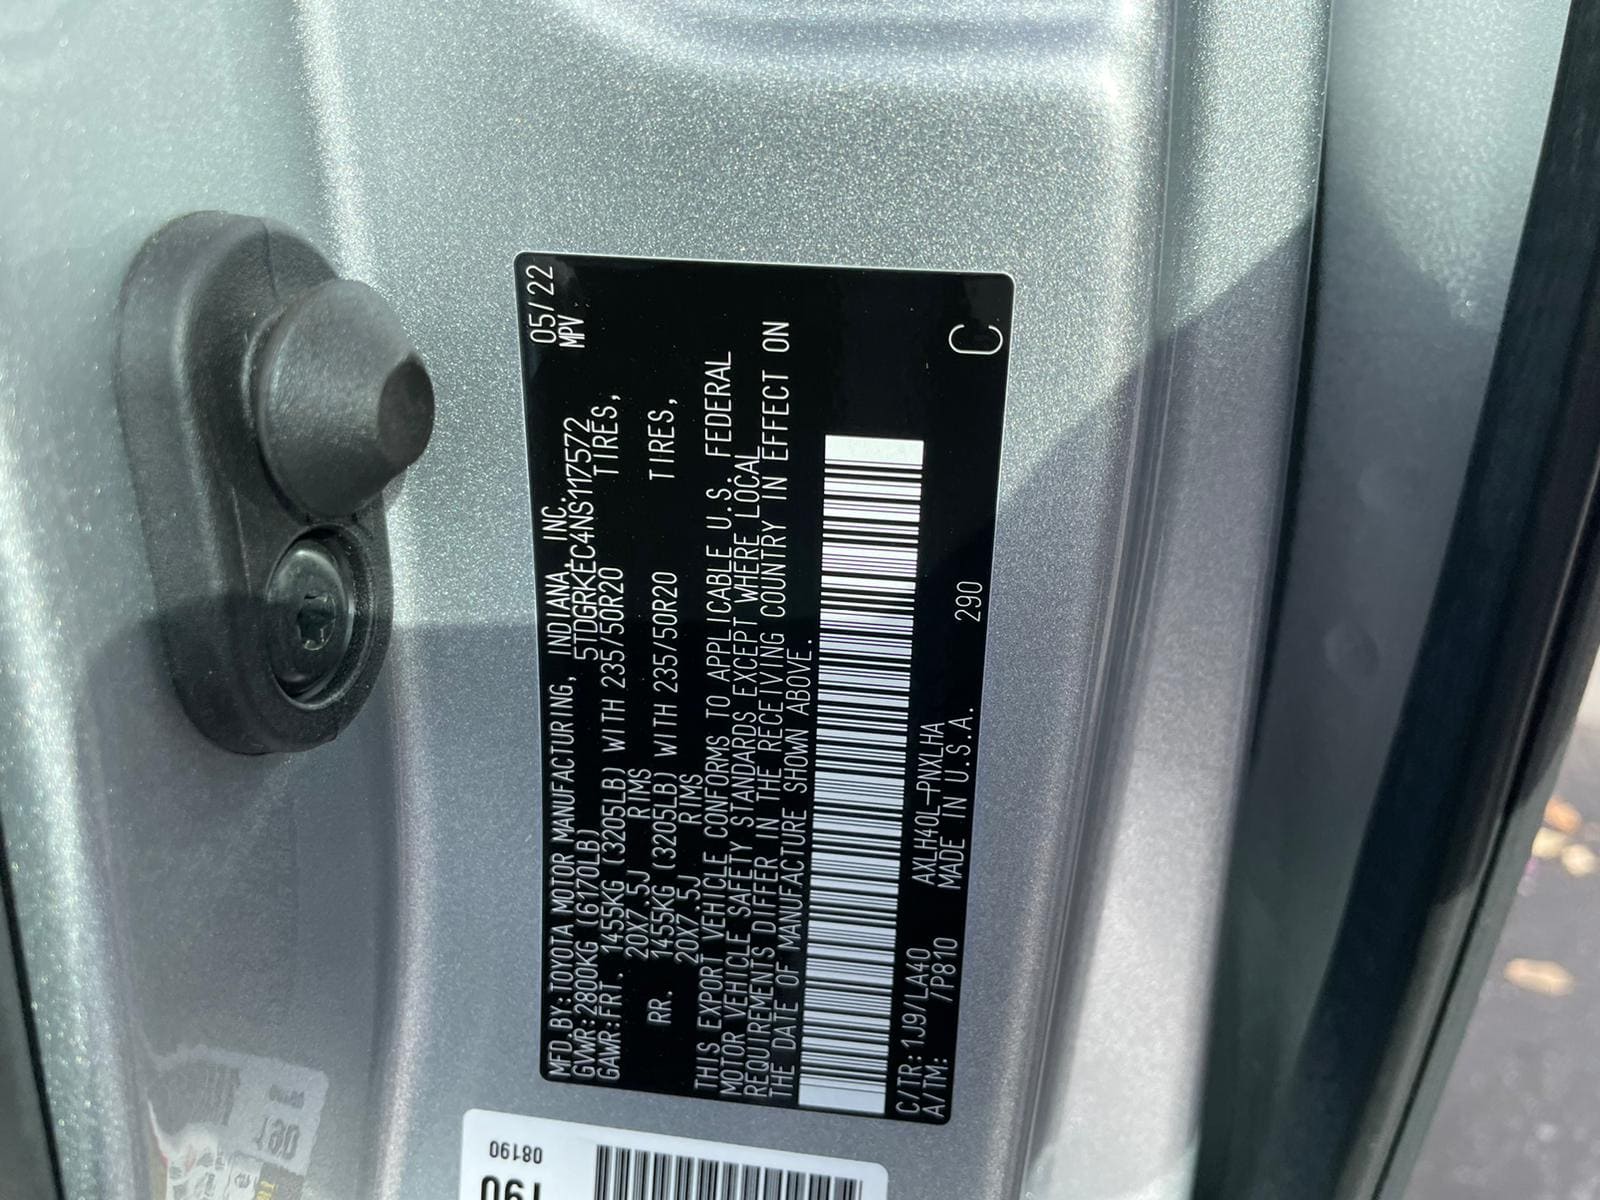 MFD.BY:TOYOTA MOTOR MANUFACTURING, INDIANA, INC. 05/22
GVWR:2800KG (6170LB) 5TDGRKEC4NS117572 MPV
GAWR:FRT. 1455KG (3205LB) WITH 235/50R20 TIRES,
20X7.5J RIMS
RR. 1455KG (3205LB) WITH 235/50R20 TIRES,
20X7.5J RIMS
THIS EXPORT VEHICLE CONFORMS TO APPLICABLE U.S. FEDERAL
MOTOR VEHICLE SAFETY STANDARDS EXCEPT WHERE LOCAL
REQUIREMENTS DIFFER IN THE RECEIVING COUNTRY IN EFFECT ON
THE DATE OF MANUFACTURE SHOWN ABOVE.
C/TR:1J9/LA40 AXLH40L-PNXLHA
A/TM: /P810 MADE IN U.S.A. 290 C
08190
190